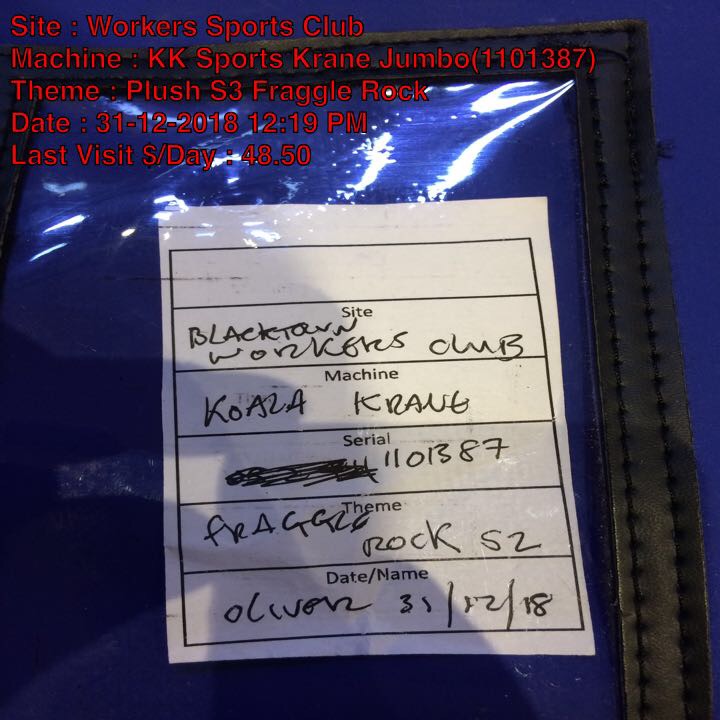 Site : Workers Sports Club
Machine : KK Sports Krane Jumbo(1101387)
Theme : Plush S3 Fraggle Rock
Date : 31-12-2018 12:19 PM
Last Visit $/Day : 48.50
Site
BLACKTOWN
WORKERS CLUB
Machine
KOALA KRANE
Serial
1101387
Theme
FRAGGLE
ROCK S2
Date/Name
OLIVER 31/12/18